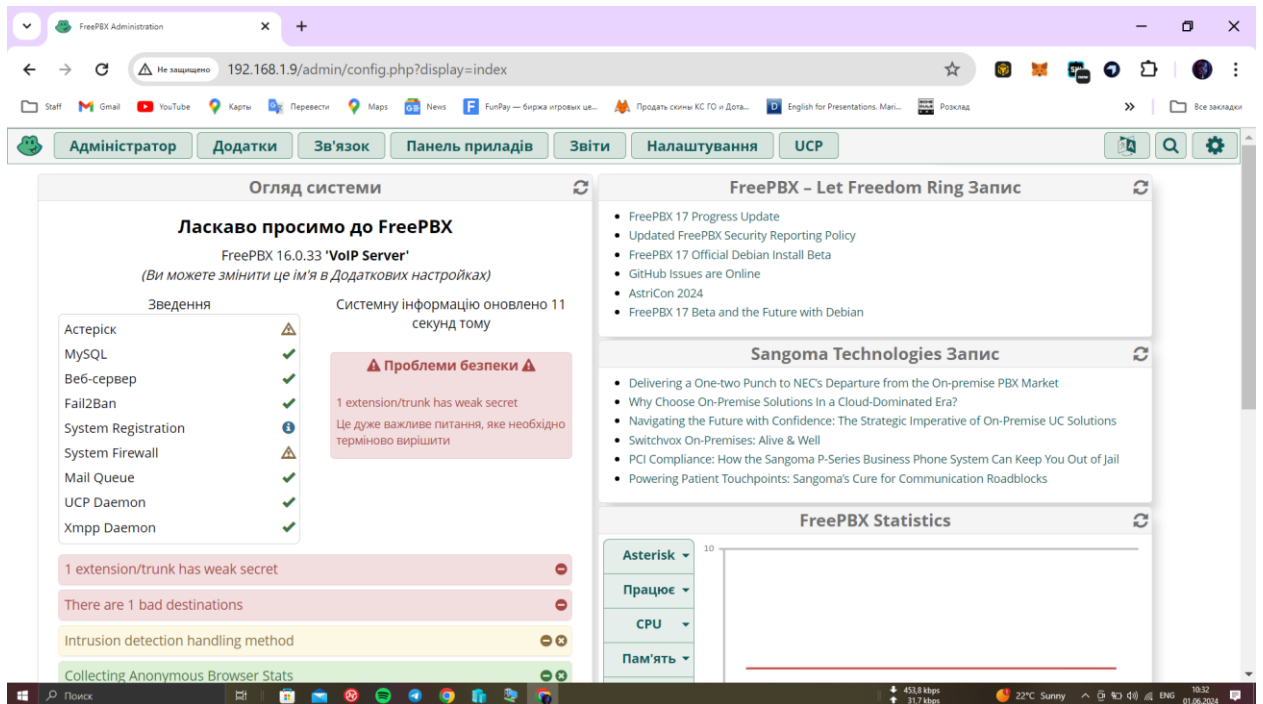 FreePBX Administration
Не защищено 192.168.1.9/admin/config.php?display=index
Staff Gmail YouTube Карты Перевести Maps News FunPay — биржа игровых це... Продать скины КС ГО и Дота... English for Presentations. Mari... Розклад Все закладки
Адміністратор Додатки Зв'язок Панель приладів Звіти Налаштування UCP
Огляд системи
Ласкаво просимо до FreePBX
FreePBX 16.0.33 'VoIP Server'
(Ви можете змінити це ім'я в Додаткових настройках)
Зведення
Астеріск
MySQL
Веб-сервер
Fail2Ban
System Registration
System Firewall
Mail Queue
UCP Daemon
Xmpp Daemon
Системну інформацію оновлено 11
секунд тому
Проблеми безпеки
1 extension/trunk has weak secret
Це дуже важливе питання, яке необхідно
терміново вирішити
1 extension/trunk has weak secret
There are 1 bad destinations
Intrusion detection handling method
Collecting Anonymous Browser Stats
FreePBX – Let Freedom Ring Запис
FreePBX 17 Progress Update
Updated FreePBX Security Reporting Policy
FreePBX 17 Official Debian Install Beta
GitHub Issues are Online
AstriCon 2024
FreePBX 17 Beta and the Future with Debian
Sangoma Technologies Запис
Delivering a One-two Punch to NEC's Departure from the On-premise PBX Market
Why Choose On-Premise Solutions In a Cloud-Dominated Era?
Navigating the Future with Confidence: The Strategic Imperative of On-Premise UC Solutions
Switchvox On-Premises: Alive & Well
PCI Compliance: How the Sangoma P-Series Business Phone System Can Keep You Out of Jail
Powering Patient Touchpoints: Sangoma's Cure for Communication Roadblocks
FreePBX Statistics
Asterisk
Працює
CPU
Пам'ять
10
Поиск
453,8 kbps
31,7 kbps
22°C Sunny
ENG
10:32
01.06.2024